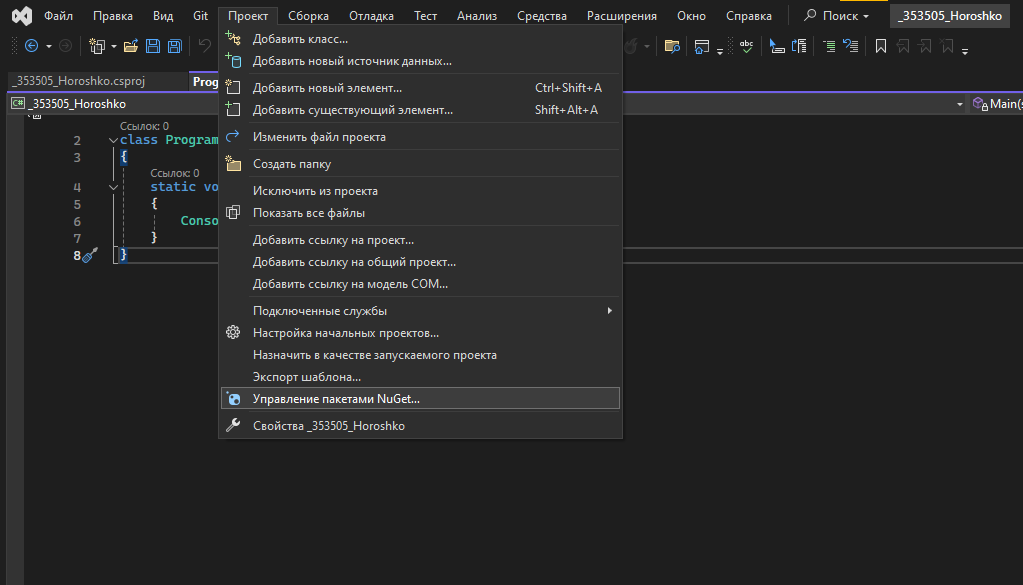 Файл Правка Вид Git Проект Сборка Отладка Тест Анализ Средства Расширения Окно Справка Поиск _353505_Horoshko
_353505_Horoshko.csproj Prog
C# _353505_Horoshko Main(s
Добавить класс...
Добавить новый источник данных...
Добавить новый элемент... Ctrl+Shift+A
Добавить существующий элемент... Shift+Alt+A
Изменить файл проекта
Создать папку
Исключить из проекта
Показать все файлы
Добавить ссылку на проект...
Добавить ссылку на общий проект...
Добавить ссылку на модель COM...
Подключенные службы
Настройка начальных проектов...
Назначить в качестве запускаемого проекта
Экспорт шаблона...
Управление пакетами NuGet...
Свойства _353505_Horoshko
Ссылок: 0
2 class Program
3 {
Ссылок: 0
4 static vo
5 {
6 Conso
7 }
8 }
abc